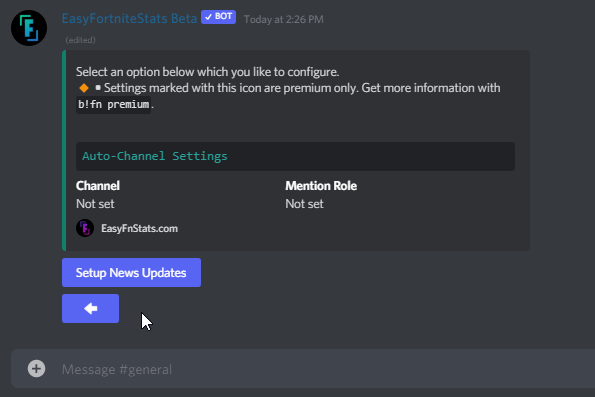 EasyFortniteStats Beta ✓ BOT Today at 2:26 PM
(edited)
Select an option below which you like to configure.
🔸▪Settings marked with this icon are premium only. Get more information with
b!fn premium.
Auto-Channel Settings
Channel Mention Role
Not set Not set
EasyFnStats.com
Setup News Updates
Message #general